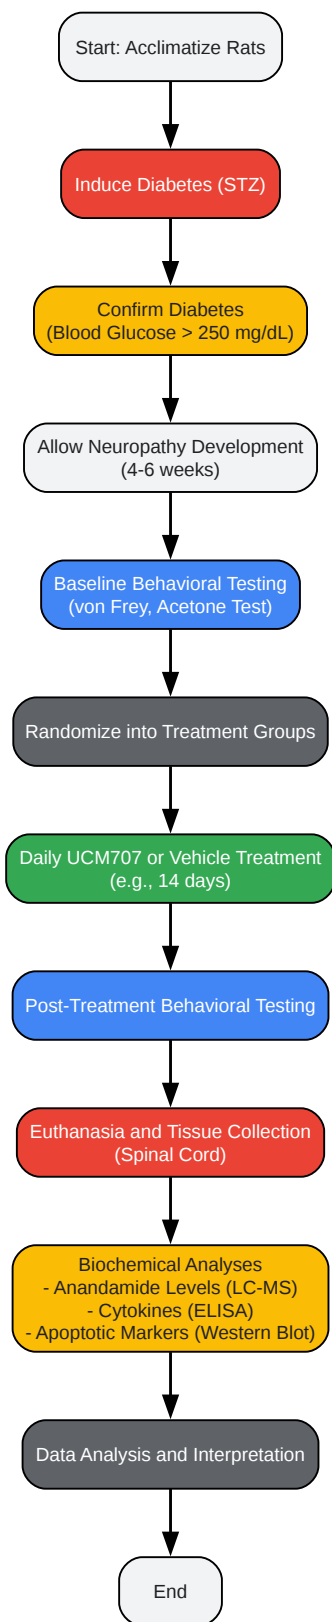 Start: Acclimatize Rats
Induce Diabetes (STZ)
Confirm Diabetes
(Blood Glucose > 250 mg/dL)
Allow Neuropathy Development
(4-6 weeks)
Baseline Behavioral Testing
(von Frey, Acetone Test)
Randomize into Treatment Groups
Daily UCM707 or Vehicle Treatment
(e.g., 14 days)
Post-Treatment Behavioral Testing
Euthanasia and Tissue Collection
(Spinal Cord)
Biochemical Analyses
- Anandamide Levels (LC-MS)
- Cytokines (ELISA)
- Apoptotic Markers (Western Blot)
Data Analysis and Interpretation
End